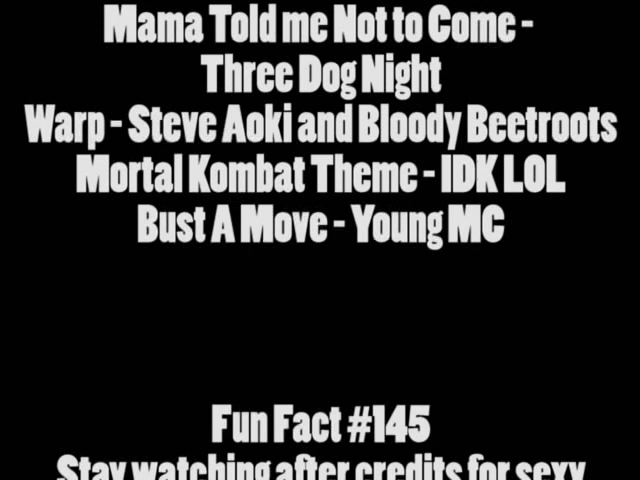 Mama Told me Not to Come -
Three Dog Night
Warp - Steve Aoki and Bloody Beetroots
Mortal Kombat Theme - IDK LOL
Bust A Move - Young MC
Fun Fact #145
Stay watching after credits for sexy